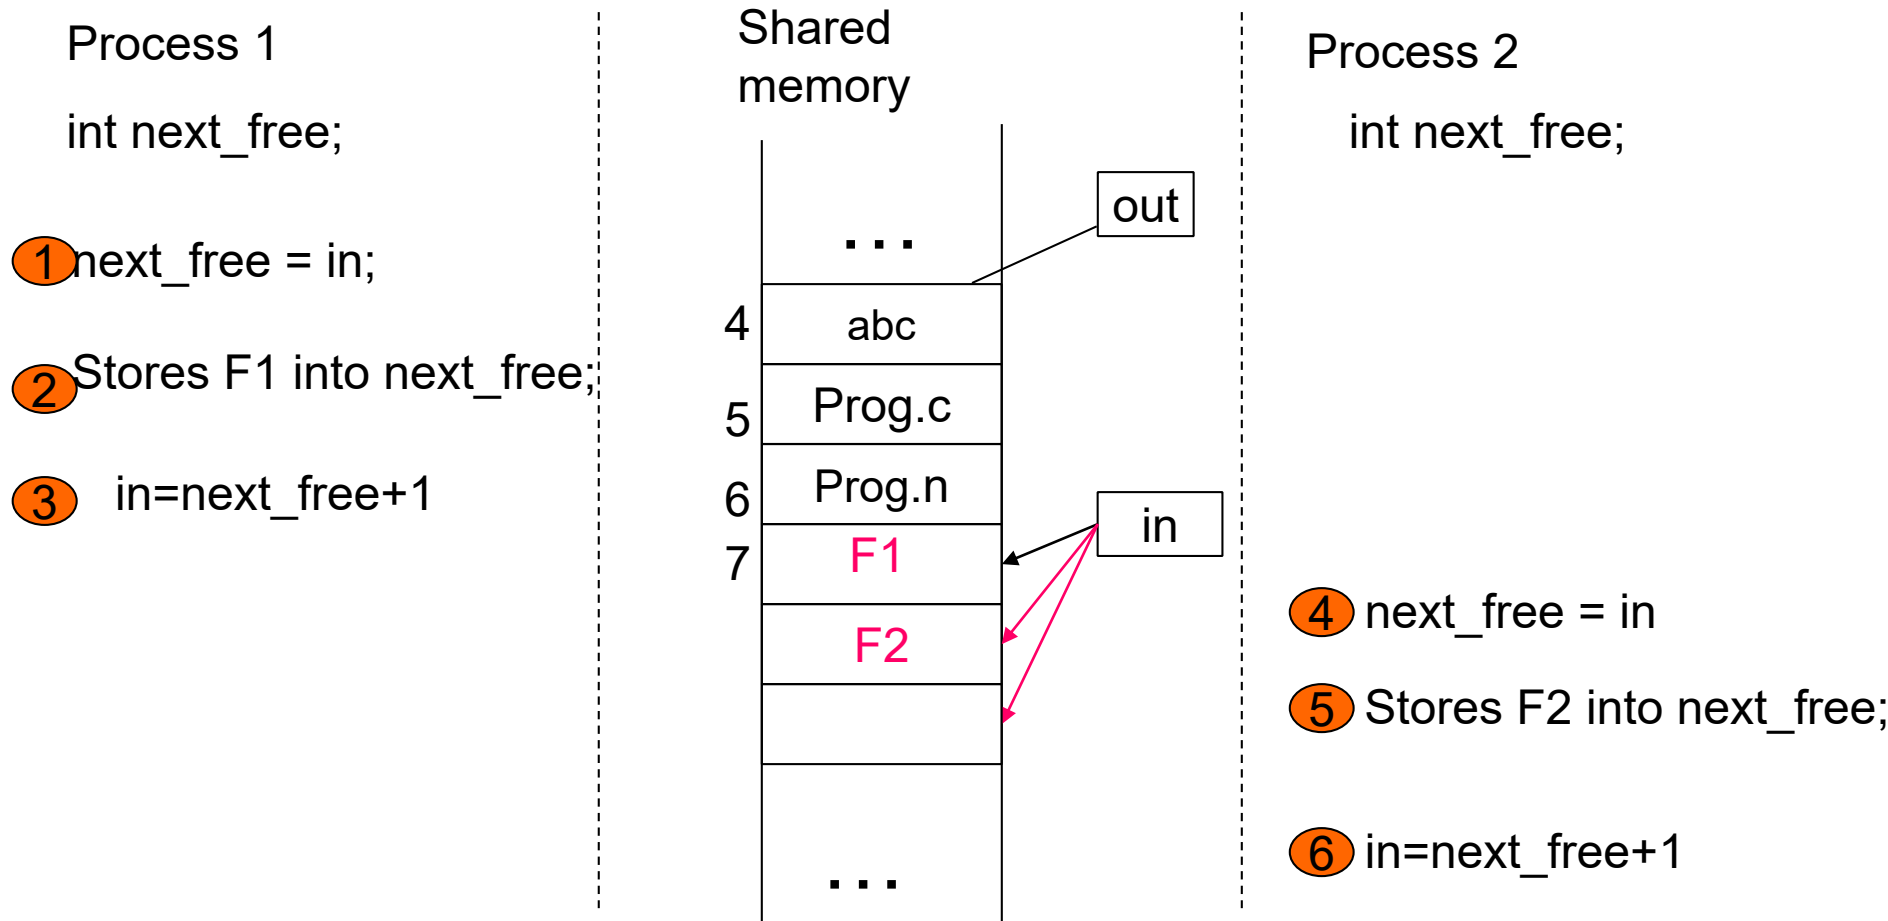 Process 1
int next_free;
1 next_free = in;
2 Stores F1 into next_free;
3 in=next_free+1
Shared
memory
...
out
4 abc
5 Prog.c
6 Prog.n
7 F1
F2
in
...
Process 2
int next_free;
4 next_free = in
5 Stores F2 into next_free;
6 in=next_free+1